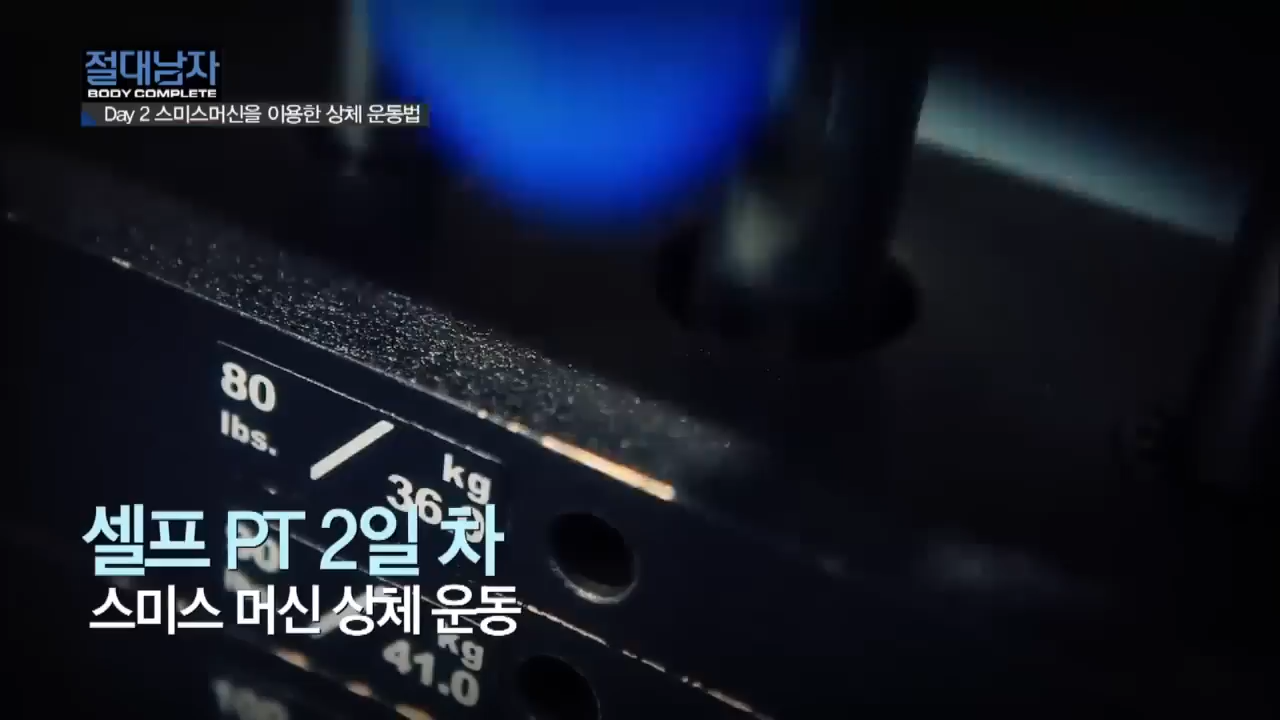 절대남자
BODY COMPLETE
Day 2 스미스머신을 이용한 상체 운동법
80
lbs.
kg
36.0
셀프 PT 2일 차
스미스 머신 상체 운동
kg
41.0